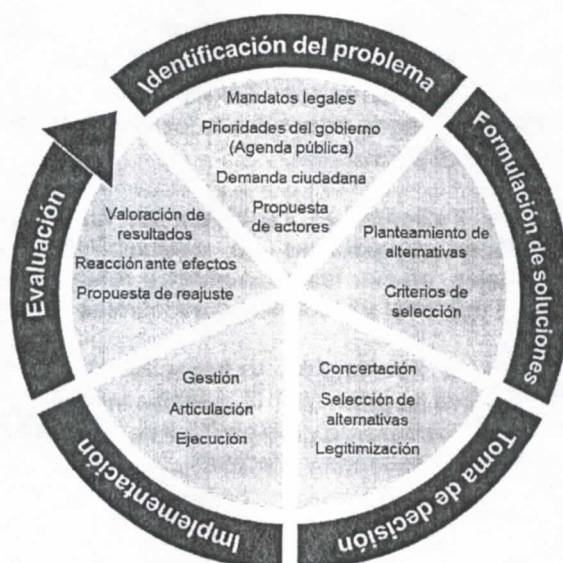 Identificación del problema
Mandatos legales
Prioridades del gobierno
(Agenda pública)
Demanda ciudadana
Propuesta
de actores
Formulación de soluciones
Planteamiento de
alternativas
Criterios de
selección
Toma de decisión
Concertación
Selección de
alternativas
Legitimización
Implementación
Gestión
Articulación
Ejecución
Evaluación
Valoración de
resultados
Reacción ante efectos
Propuesta de reajuste